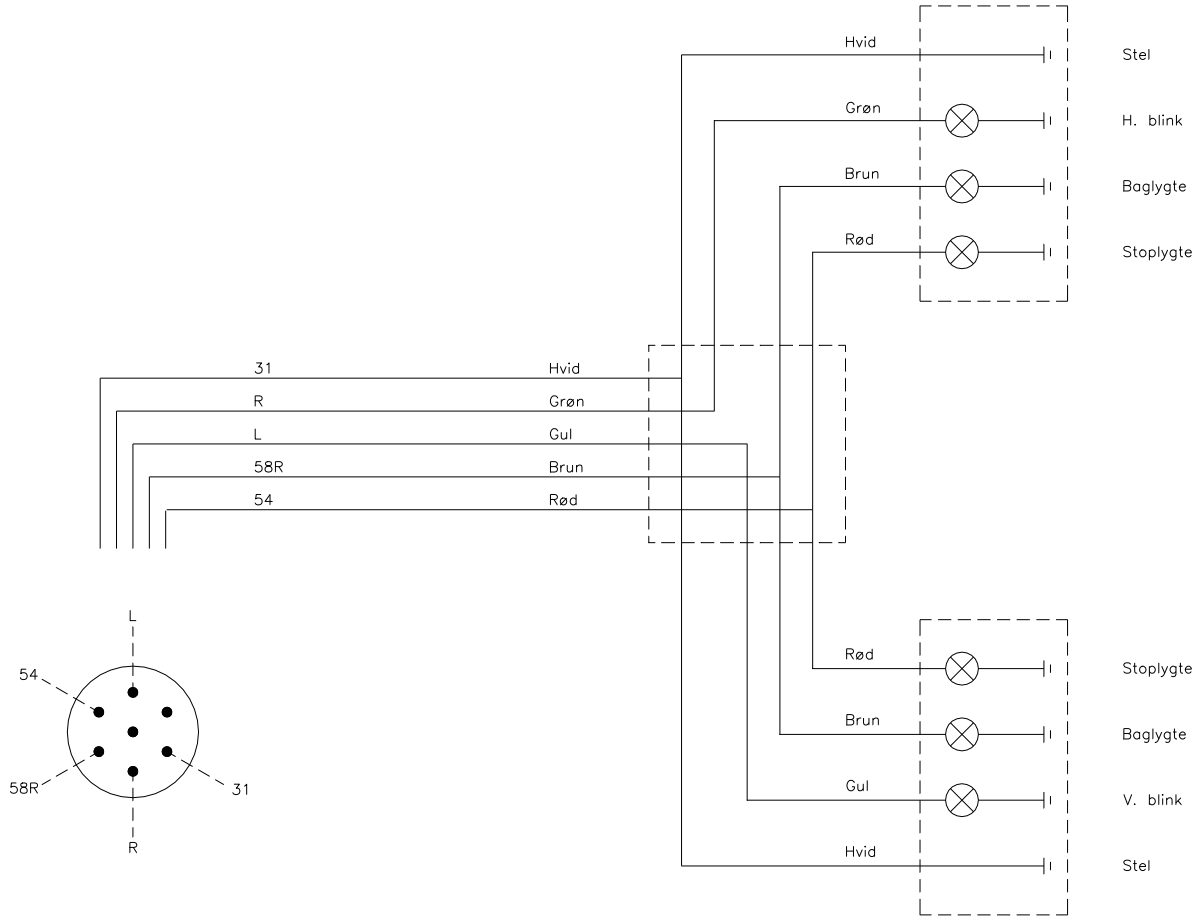 Hvid Stel
Grøn H. blink
Brun Baglygte
Rød Stoplygte
31 Hvid
R Grøn
L Gul
58R Brun
54 Rød
L
54
58R
31
R
Rød Stoplygte
Brun Baglygte
Gul V. blink
Hvid Stel